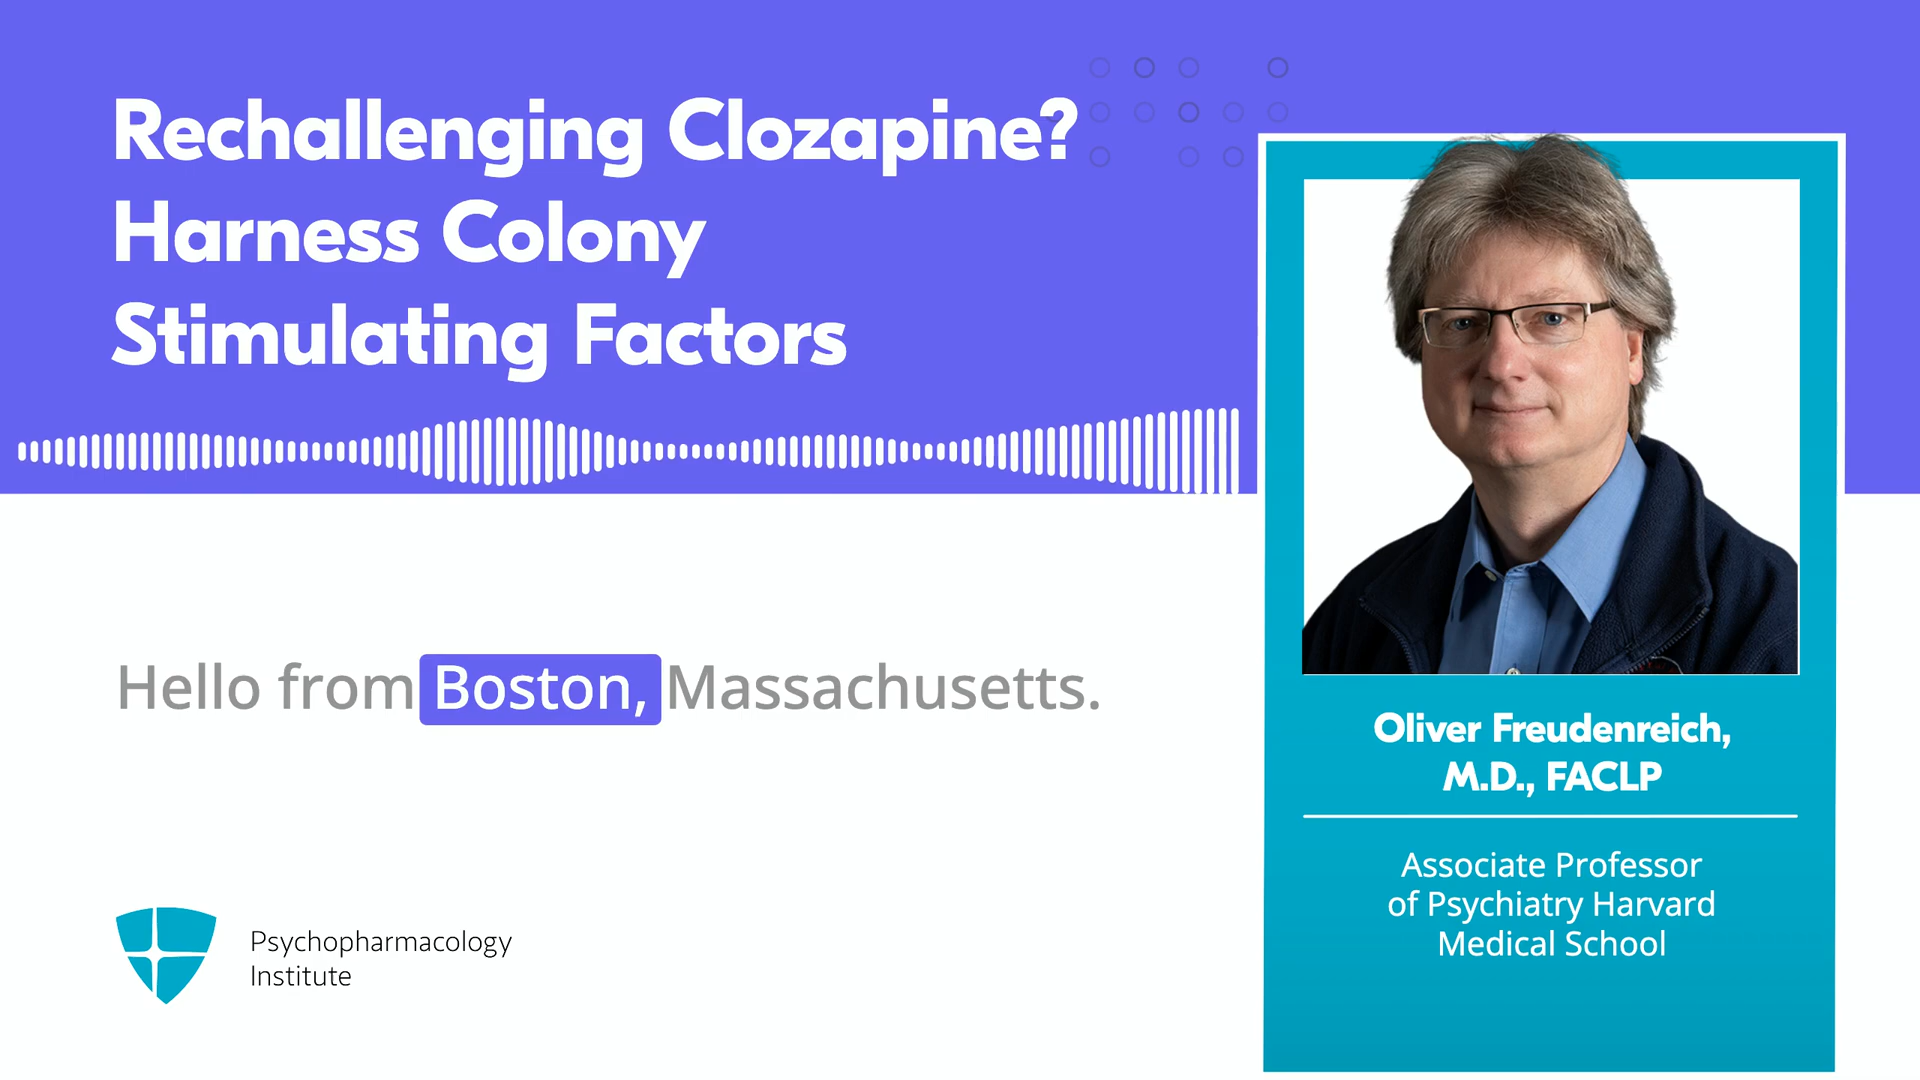 Rechallenging Clozapine?
Harness Colony
Stimulating Factors
Hello from Boston, Massachusetts.
Psychopharmacology
Institute
Oliver Freudenreich,
M.D., FACLP
Associate Professor
of Psychiatry Harvard
Medical School